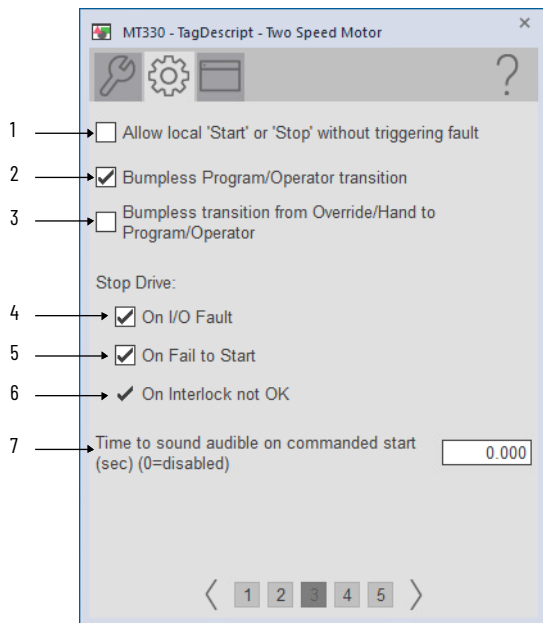 MT330 - TagDescript - Two Speed Motor
×
?
1
Allow local 'Start' or 'Stop' without triggering fault
2
Bumpless Program/Operator transition
3
Bumpless transition from Override/Hand to
Program/Operator
Stop Drive:
4
On I/O Fault
5
On Fail to Start
6
On Interlock not OK
7
Time to sound audible on commanded start
(sec) (0=disabled)
0.000
1 2 3 4 5